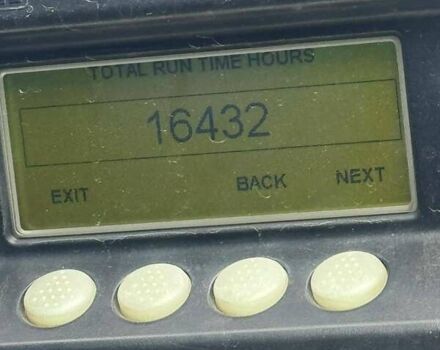 TOTAL RUN TIME HOURS
16432
EXIT BACK NEXT